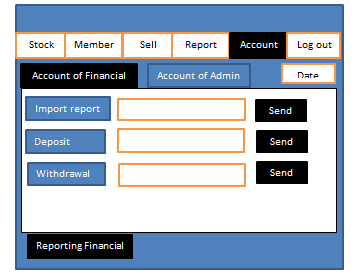 Stock Member Sell Report Account Log out
Account of Financial Account of Admin Date
Import report Send
Deposit Send
Withdrawal Send
Reporting Financial